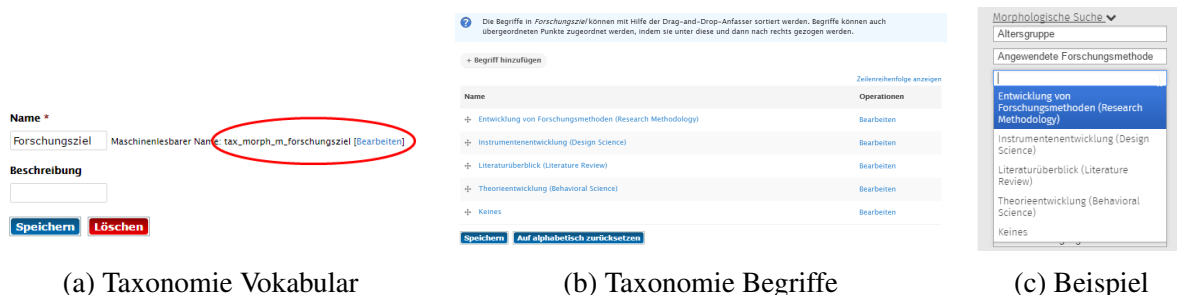 Name *
Forschungsziel Maschinenlesbarer Name: tax_morph_m_forschungsziel [Bearbeiten]
Beschreibung
Speichern Löschen
(a) Taxonomie Vokabular
Die Begriffe in Forschungsziel können mit Hilfe der Drag-and-Drop-Anfasser sortiert werden. Begriffe können auch
übergeordneten Punkte zugeordnet werden, indem sie unter diese und dann nach rechts gezogen werden.
+ Begriff hinzufügen
Zeilenreihenfolge anzeigen
Name Operationen
Entwicklung von Forschungsmethoden (Research Methodology) Bearbeiten
Instrumentenentwicklung (Design Science) Bearbeiten
Literaturüberblick (Literature Review) Bearbeiten
Theorieentwicklung (Behavioral Science) Bearbeiten
Keines Bearbeiten
Speichern Auf alphabetisch zurücksetzen
(b) Taxonomie Begriffe
Morphologische Suche
Altersgruppe
Angewendete Forschungsmethode
Entwicklung von
Forschungsmethoden (Research
Methodology)
Instrumentenentwicklung (Design
Science)
Literaturüberblick (Literature
Review)
Theorieentwicklung (Behavioral
Science)
Keines
(c) Beispiel